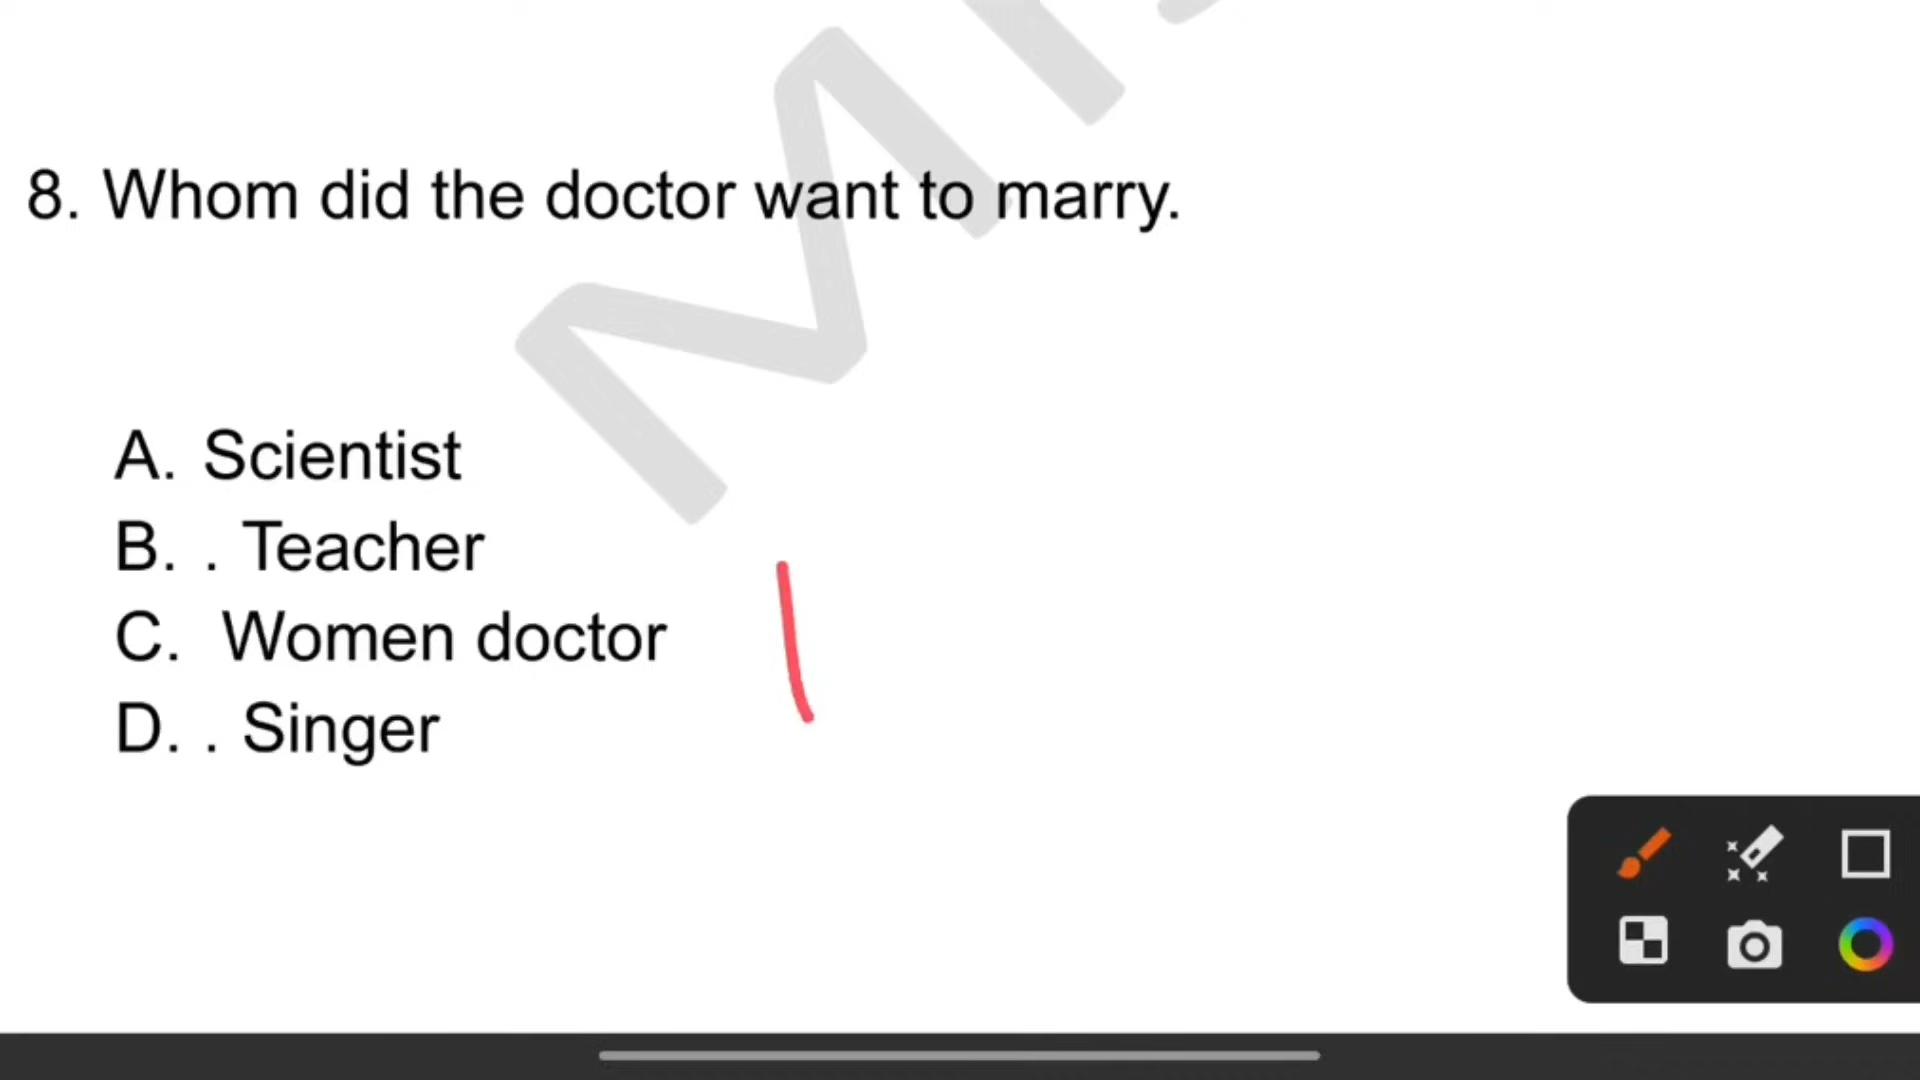 8. Whom did the doctor want to marry.
A. Scientist
B. . Teacher
C. Women doctor
D. . Singer